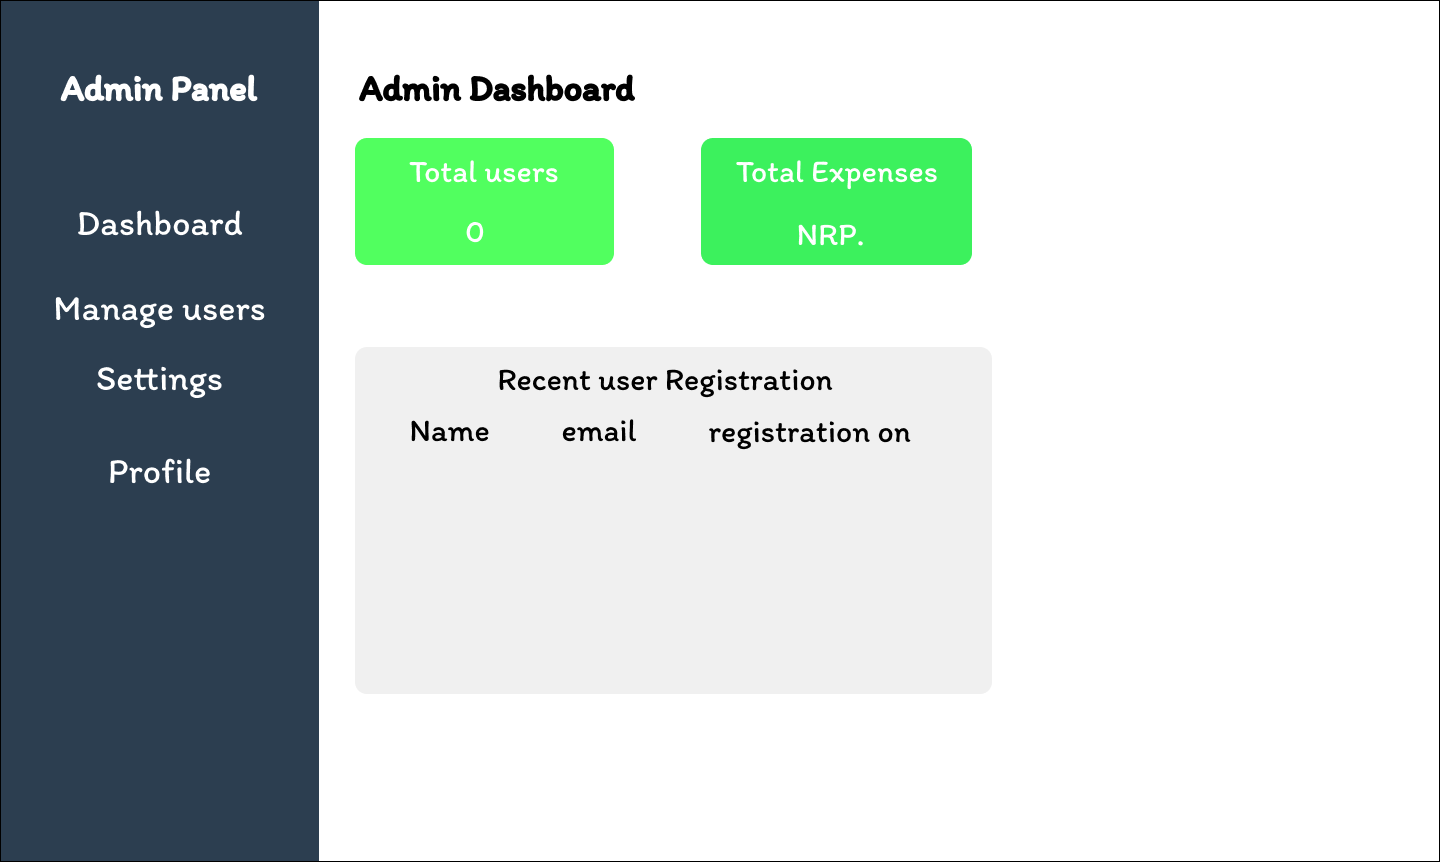 Admin Panel
Dashboard
Manage users
Settings
Profile
Admin Dashboard
Total users
0
Total Expenses
NRP.
Recent user Registration
Name email registration on